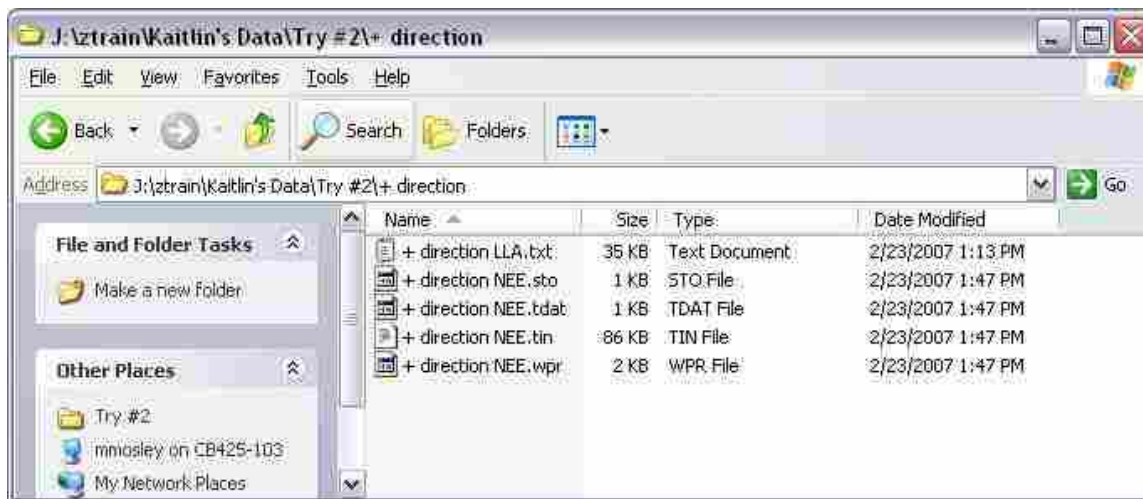 J:\ztrain\Kaitlin's Data\Try #2\+ direction
File Edit View Favorites Tools Help
Back Search Folders
Address J:\ztrain\Kaitlin's Data\Try #2\+ direction Go
Name Size Type Date Modified
File and Folder Tasks
Make a new folder
Other Places
Try #2
mmosley on CB425-103
My Network Places
+ direction LLA.txt 35 KB Text Document 2/23/2007 1:13 PM
+ direction NEE.sto 1 KB STO File 2/23/2007 1:47 PM
+ direction NEE.tdat 1 KB TDAT File 2/23/2007 1:47 PM
+ direction NEE.tin 86 KB TIN File 2/23/2007 1:47 PM
+ direction NEE.wpr 2 KB WPR File 2/23/2007 1:47 PM